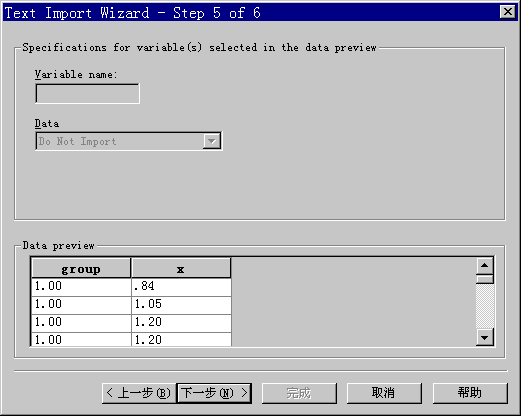 Text Import Wizard - Step 5 of 6
Specifications for variable(s) selected in the data preview
Variable name:
Data
Do Not Import
Data preview
group x
1.00 .84
1.00 1.05
1.00 1.20
1.00 1.20
< 上一步(B) 下一步(N) > 完成 取消 帮助